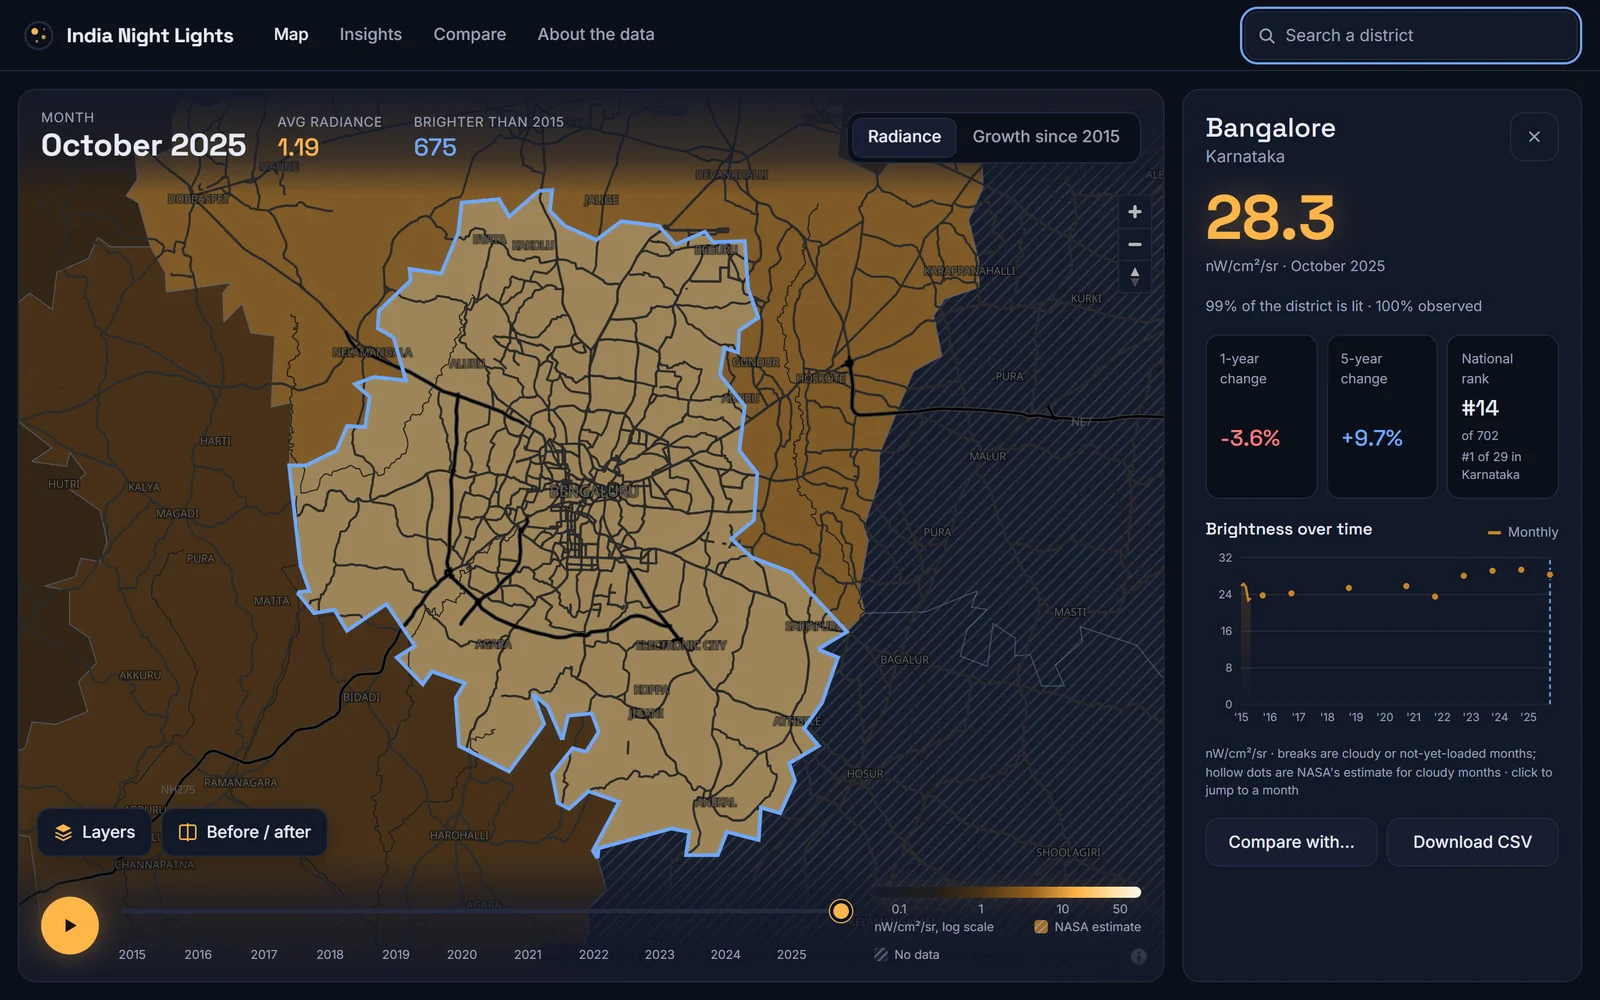 India Night Lights
Map
Insights
Compare
About the data
Search a district
MONTH
October 2025
AVG RADIANCE
1.19
BRIGHTER THAN 2015
675
Radiance
Growth since 2015
DOBBASPET
JALIGE
DEVANAHALLI
KAKOLU
BEGURU
KARAPPANAHALLI
KURKI
NELAMANGALA
ALURU
GUNDUR
HOSKOTE
PURA
NE7
HARTI
MALUR
HUTRI
KALYA
MAGADI
BENGALURU
PURA
PURA
MATTA
MASTI
AGARA
ELECTRONIC CITY
BAGALUR
AKKURU
BIDADI
KOPPA
JIGANI
ATTIBELE
HOSUR
NH275
RAMANAGARA
ANEKAL
HAROHALLI
SHOOLAGIRI
CHANNAPATNA
AGARA
Layers
Before / after
2015
2016
2017
2018
2019
2020
2021
2022
2023
2024
2025
0.1
1
10
50
nW/cm²/sr, log scale
NASA estimate
No data
Bangalore
Karnataka
28.3
nW/cm²/sr · October 2025
99% of the district is lit · 100% observed
1-year
change
-3.6%
5-year
change
+9.7%
National
rank
#14
of 702
#1 of 29 in
Karnataka
Brightness over time
Monthly
32
24
16
8
0
'15
'16
'17
'18
'19
'20
'21
'22
'23
'24
'25
nW/cm²/sr · breaks are cloudy or not-yet-loaded months;
hollow dots are NASA's estimate for cloudy months · click to
jump to a month
Compare with...
Download CSV